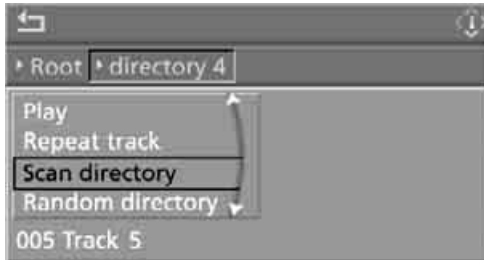 Root directory 4
Play
Repeat track
Scan directory
Random directory
005 Track 5